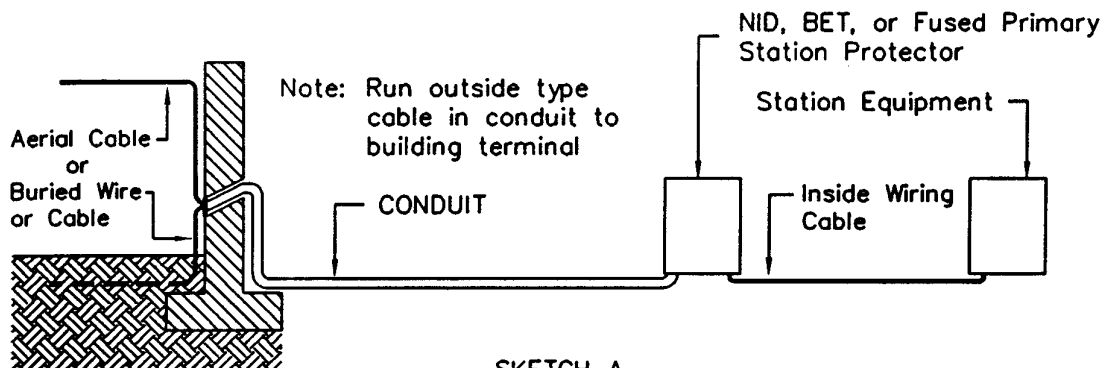 NID, BET, or Fused Primary
Station Protector
Note: Run outside type
cable in conduit to
building terminal
Station Equipment
Aerial Cable
or
Buried Wire
or Cable
CONDUIT
Inside Wiring
Cable
SKETCH A